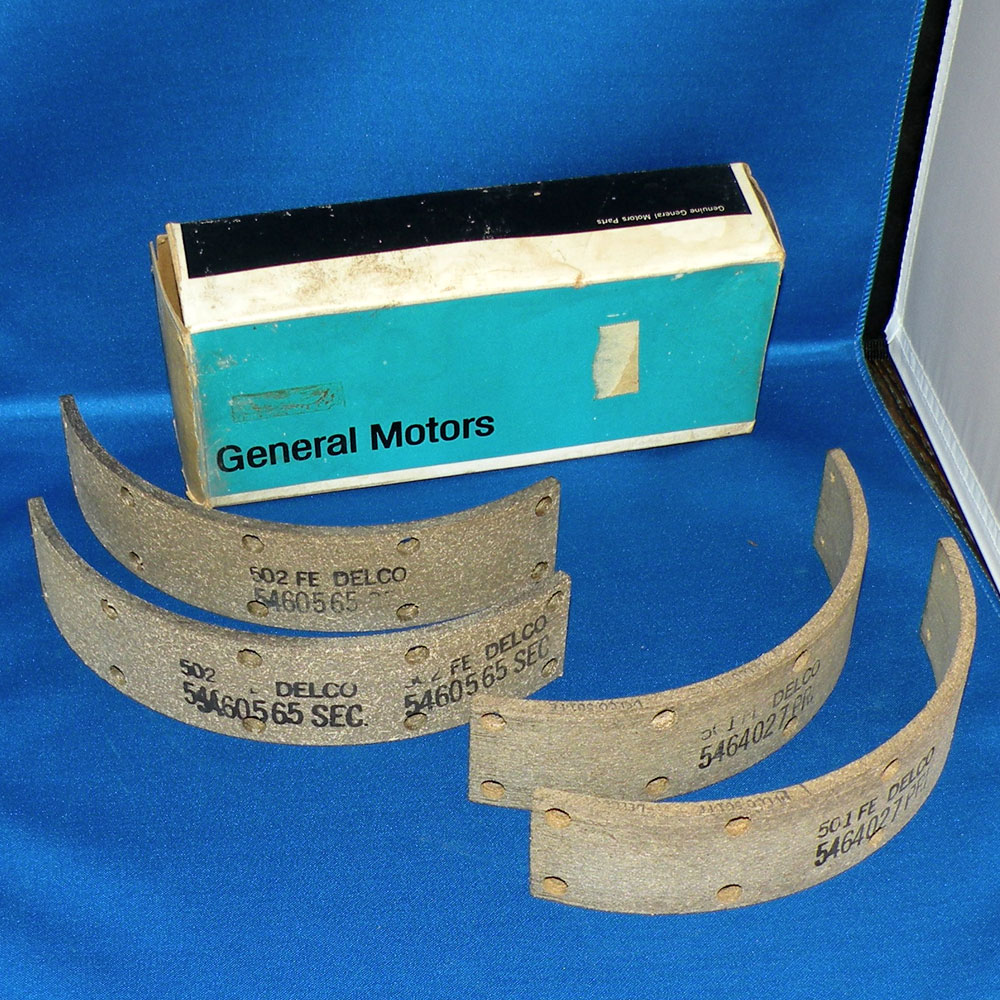 Genuine General Motors Parts
General Motors
502 FE DELCO
5460565
502 DELCO
5460565 SEC.
FE DELCO
5460565 SEC.
DELCO
5464027
501 FE DELCO
5464027